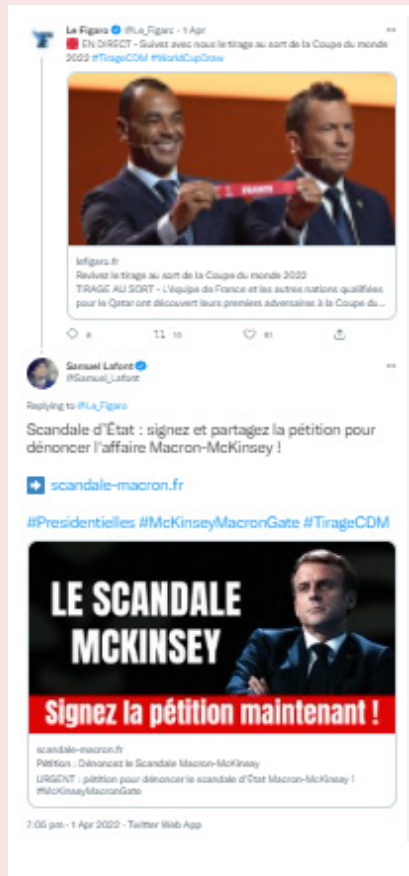 Le Figaro @Le_Figaro · 1 Apr
EN DIRECT - Suivez avec nous le tirage au sort de la Coupe du monde
2022 #TirageCDM #WorldCupDraw
FRANCE
lefigaro.fr
Revivez le tirage au sort de la Coupe du monde 2022
TIRAGE AU SORT - L'équipe de France et les autres nations qualifiées
pour le Qatar ont découvert leurs premiers adversaires à la Coupe du ...
Samuel Lafont
@Samuel_Lafont
Replying to @Le_Figaro
Scandale d'État : signez et partagez la pétition pour
dénoncer l'affaire Macron-McKinsey !
scandale-macron.fr
#Presidentielles #McKinseyMacronGate #TirageCDM
LE SCANDALE
MCKINSEY
Signez la pétition maintenant !
scandale-macron.fr
Pétition : Dénoncez le Scandale Macron-McKinsey
URGENT : pétition pour dénoncer le scandale d'État Macron-McKinsey !
#McKinseyMacronGate
7:05 pm · 1 Apr 2022 · Twitter Web App